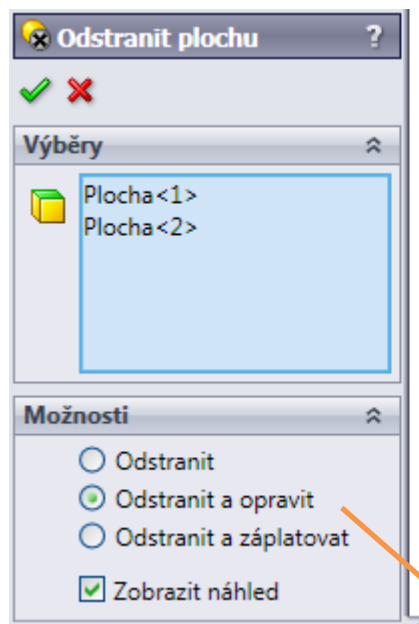 Odstranit plochu ?
Výběry
Plocha<1>
Plocha<2>
Možnosti
Odstranit
Odstranit a opravit
Odstranit a záplatovat
Zobrazit náhled